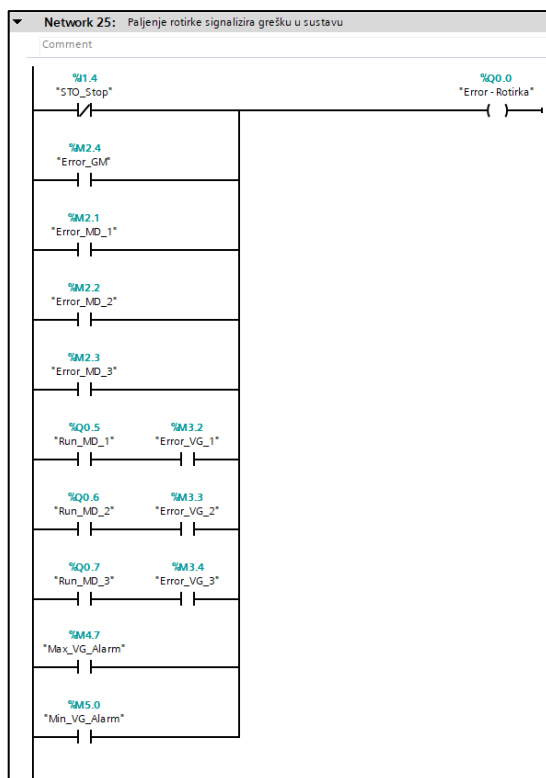 Network 25: Paljenje rotirke signalizira grešku u sustavu
Comment
%I1.4
"STO_Stop"
%Q0.0
"Error - Rotirka"
%M2.4
"Error_GM"
%M2.1
"Error_MD_1"
%M2.2
"Error_MD_2"
%M2.3
"Error_MD_3"
%Q0.5
"Run_MD_1"
%M3.2
"Error_VG_1"
%Q0.6
"Run_MD_2"
%M3.3
"Error_VG_2"
%Q0.7
"Run_MD_3"
%M3.4
"Error_VG_3"
%M4.7
"Max_VG_Alarm"
%M5.0
"Min_VG_Alarm"